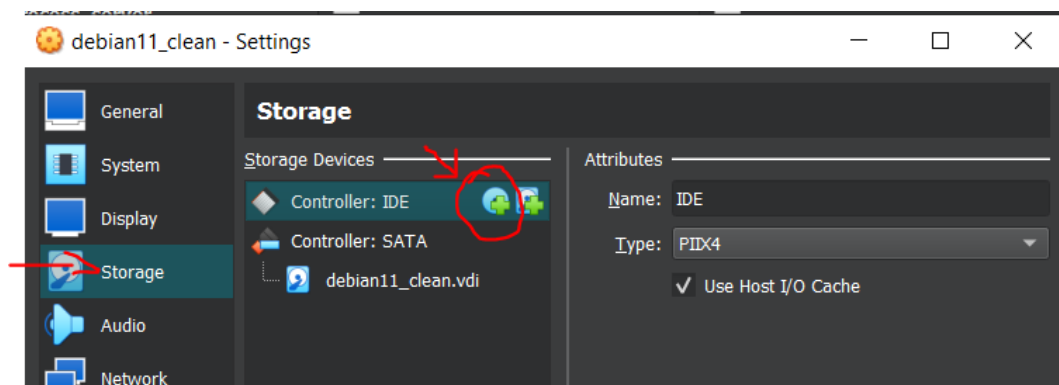 debian11_clean - Settings
General
Storage
System
Storage Devices
Attributes
Controller: IDE
Name: IDE
Display
Controller: SATA
Type: PIIX4
Storage
debian11_clean.vdi
Use Host I/O Cache
Audio
Network